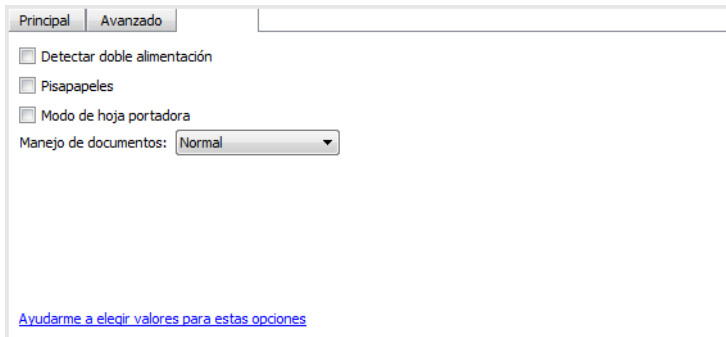 Principal Avanzado
Detectar doble alimentación
Pisapapeles
Modo de hoja portadora
Manejo de documentos: Normal
Ayudarme a elegir valores para estas opciones